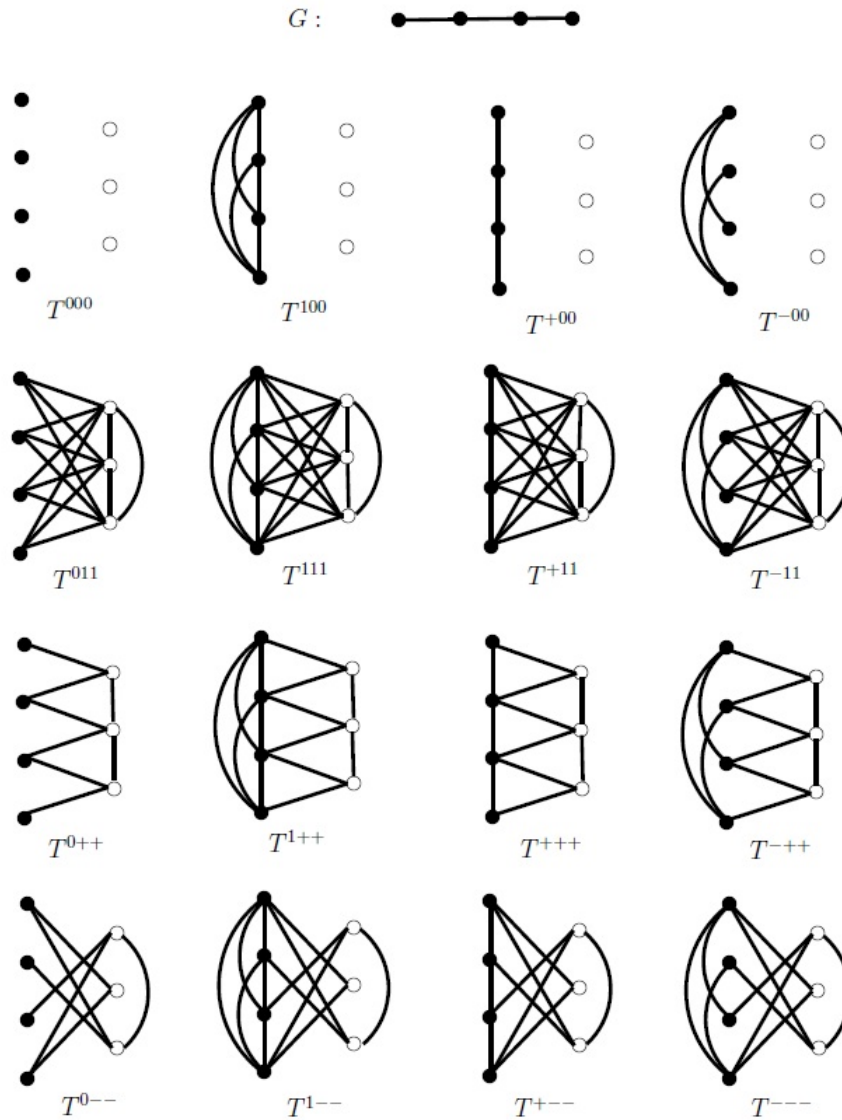 G :
T^{000} T^{100} T^{+00} T^{-00}
T^{011} T^{111} T^{+11} T^{-11}
T^{0++} T^{1++} T^{+++} T^{-++}
T^{0--} T^{1--} T^{+--} T^{---}